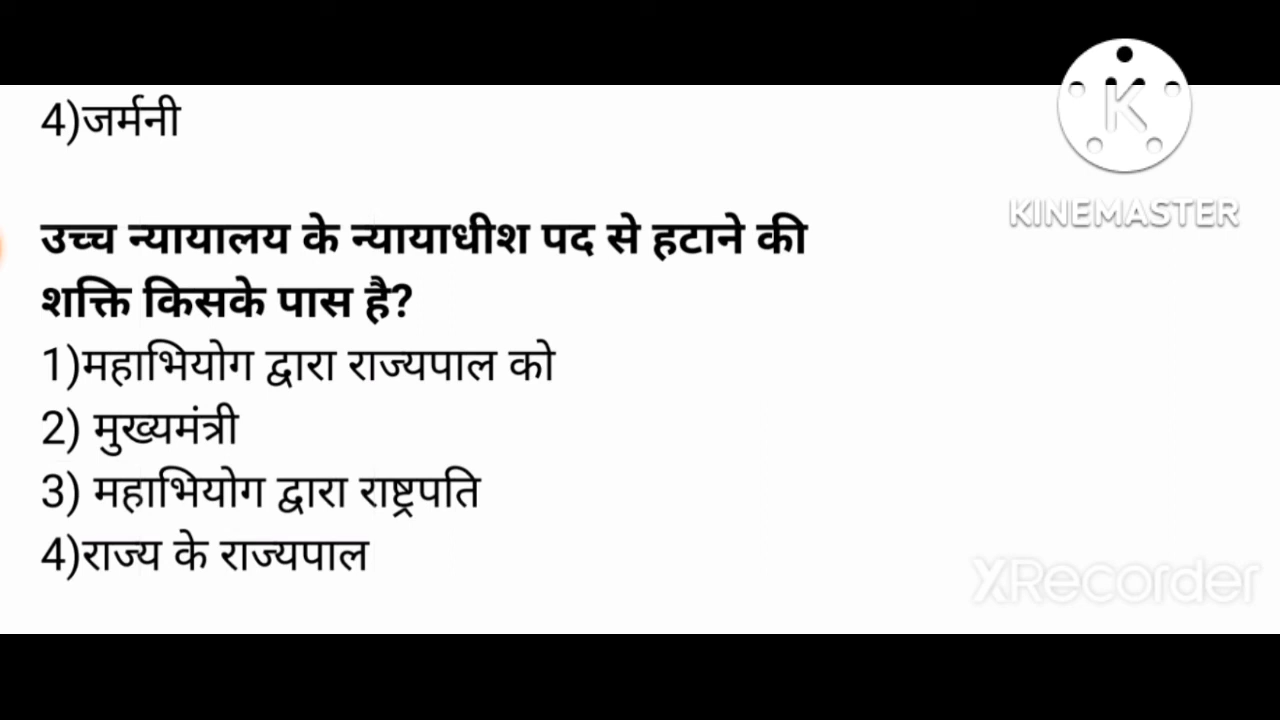 4)जर्मनी
KINEMASTER
उच्च न्यायालय के न्यायाधीश पद से हटाने की
शक्ति किसके पास है?
1)महाभियोग द्वारा राज्यपाल को
2) मुख्यमंत्री
3) महाभियोग द्वारा राष्ट्रपति
4)राज्य के राज्यपाल
XRecorder